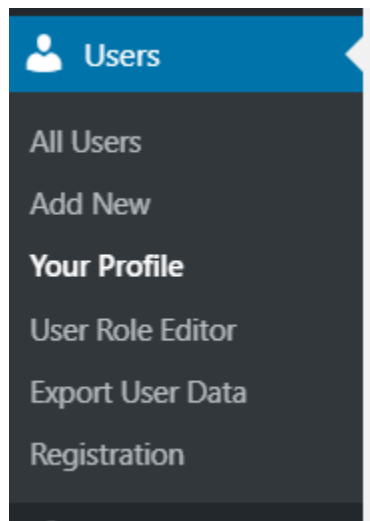 Users
All Users
Add New
Your Profile
User Role Editor
Export User Data
Registration